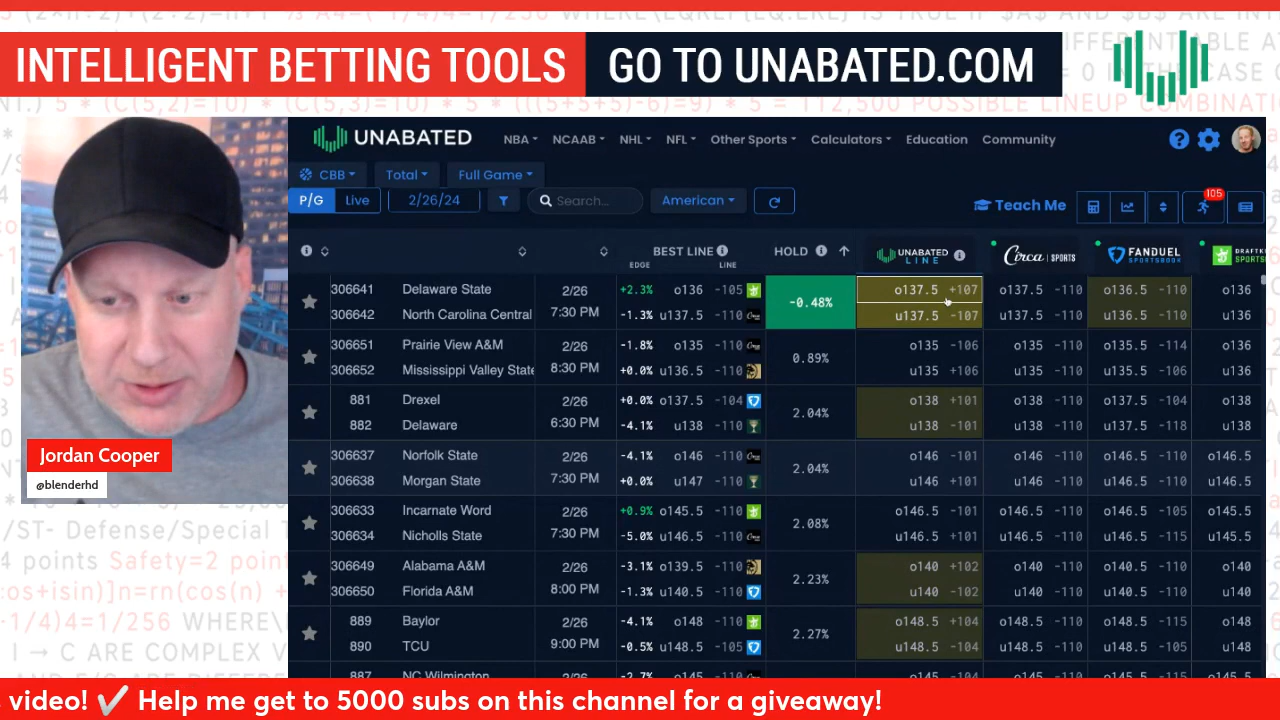 INTELLIGENT BETTING TOOLS GO TO UNABATED.COM
UNABATED NBA NCAAB NHL NFL Other Sports Calculators Education Community
CBB Total Full Game
P/G Live 2/26/24 Search... American Teach Me 105
BEST LINE HOLD UNABATED LINE Circa SPORTS FANDUEL SPORTSBOOK
EDGE LINE
306641 Delaware State +2.3% o136 -105 o137.5 +107 o137.5 -110 o136.5 -110 o136
2/26 7:30 PM -0.48%
306642 North Carolina Central -1.3% u137.5 -110 u137.5 -107 u137.5 -110 u136.5 -110 u136
306651 Prairie View A&M -1.8% o135 -110 o135 -106 o135 -110 o135.5 -114 o136
2/26 8:30 PM 0.89%
306652 Mississippi Valley State +0.0% u136.5 -110 u135 +106 u135 -110 u135.5 -106 u136
881 Drexel +0.0% o137.5 -104 o138 +101 o138 -110 o137.5 -104 o138
2/26 6:30 PM 2.04%
882 Delaware -4.1% u138 -110 u138 -101 u138 -110 u137.5 -118 u138
306637 Norfolk State -4.1% o146 -110 o146 -101 o146 -110 o146.5 -110 o146.5
2/26 7:30 PM 2.04%
306638 Morgan State +0.0% u147 -110 u146 +101 u146 -110 u146.5 -110 u146.5
306633 Incarnate Word +0.9% o145.5 -110 o146.5 -101 o146.5 -110 o146.5 -105 o145.5
2/26 7:30 PM 2.08%
306634 Nicholls State -5.0% u146.5 -110 u146.5 +101 u146.5 -110 u146.5 -115 u145.5
306649 Alabama A&M -3.1% o139.5 -110 o140 +102 o140 -110 o140.5 -110 o140
2/26 8:00 PM 2.23%
306650 Florida A&M -1.3% u140.5 -110 u140 -102 u140 -110 u140.5 -110 u140
889 Baylor -4.1% o148 -110 o148.5 +104 o148.5 -110 o148.5 -115 o148
2/26 9:00 PM 2.27%
890 TCU -0.5% u148.5 -105 u148.5 -104 u148.5 -110 u148.5 -105 u148
Jordan Cooper
@blenderhd
video! ✔ Help me get to 5000 subs on this channel for a giveaway!